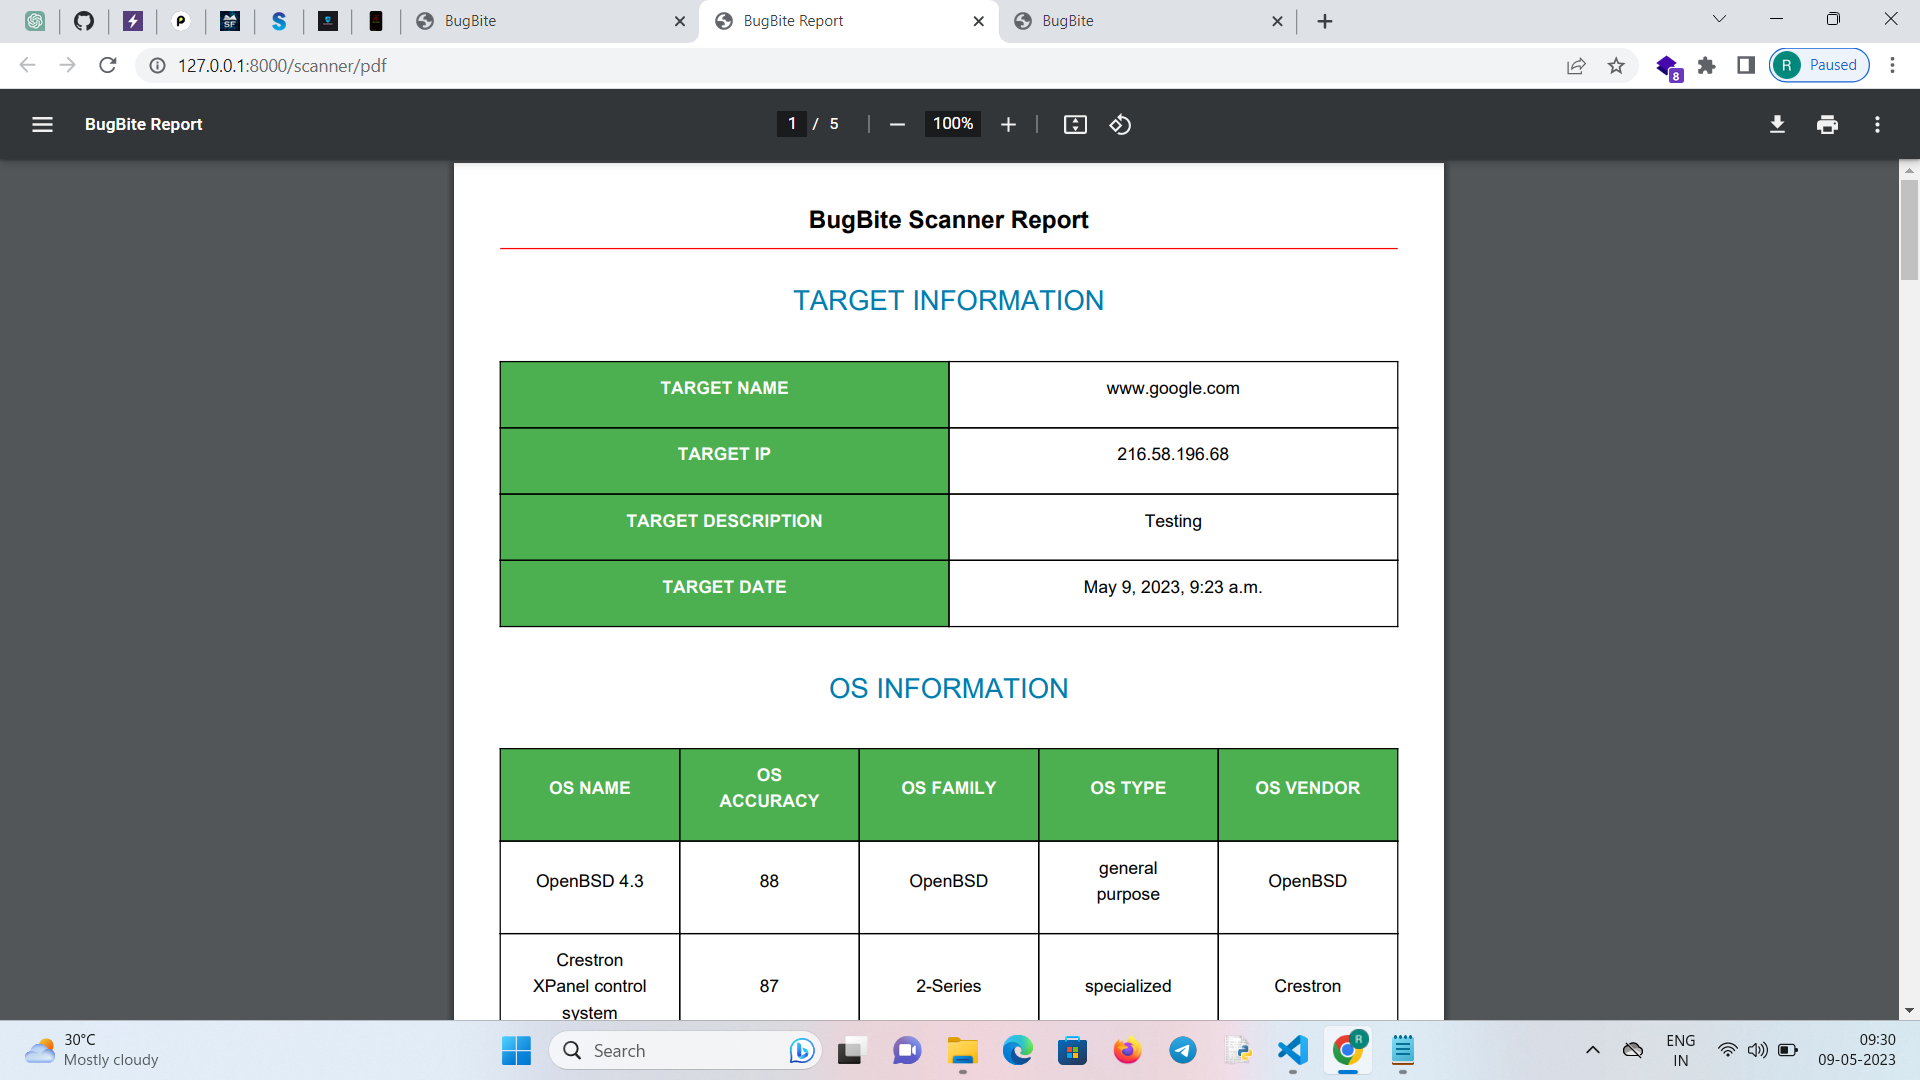 BugBite
BugBite Report
BugBite
127.0.0.1:8000/scanner/pdf
8
R
Paused
BugBite Report
1 / 5
100%
BugBite Scanner Report
TARGET INFORMATION
TARGET NAME
www.google.com
TARGET IP
216.58.196.68
TARGET DESCRIPTION
Testing
TARGET DATE
May 9, 2023, 9:23 a.m.
OS INFORMATION
OS NAME
OS
ACCURACY
OS FAMILY
OS TYPE
OS VENDOR
OpenBSD 4.3
88
OpenBSD
general
purpose
OpenBSD
Crestron
XPanel control
system
87
2-Series
specialized
Crestron
30°C
Mostly cloudy
Search
R
ENG
IN
09:30
09-05-2023